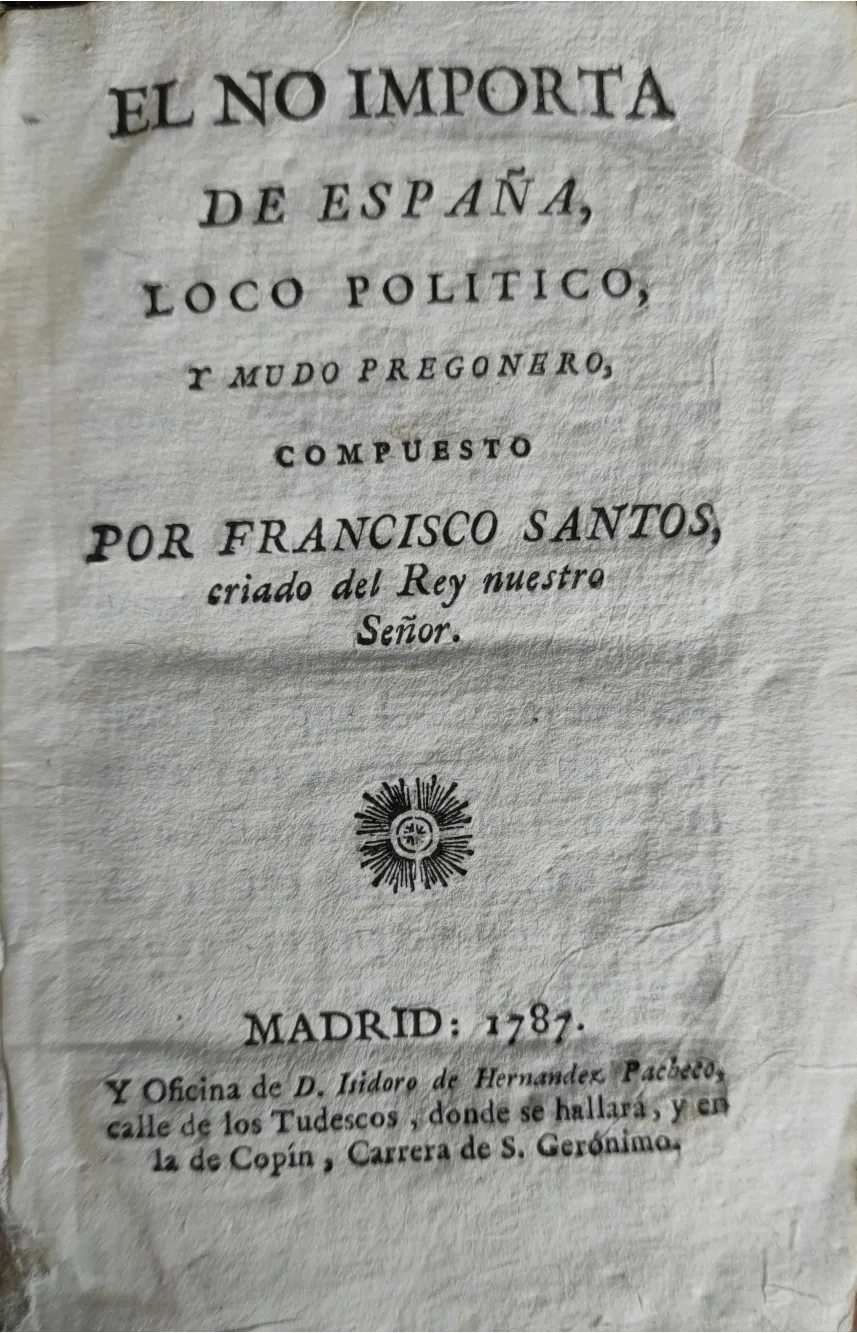 EL NO IMPORTA
DE ESPAÑA,
LOCO POLITICO,
Y MUDO PREGONERO,
COMPUESTO
POR FRANCISCO SANTOS,
criado del Rey nuestro
Señor.
MADRID: 1787.
Y Oficina de D. Isidoro de Hernandez Pacheco,
calle de los Tudescos, donde se hallará, y en
la de Copín, Carrera de S. Gerónimo.